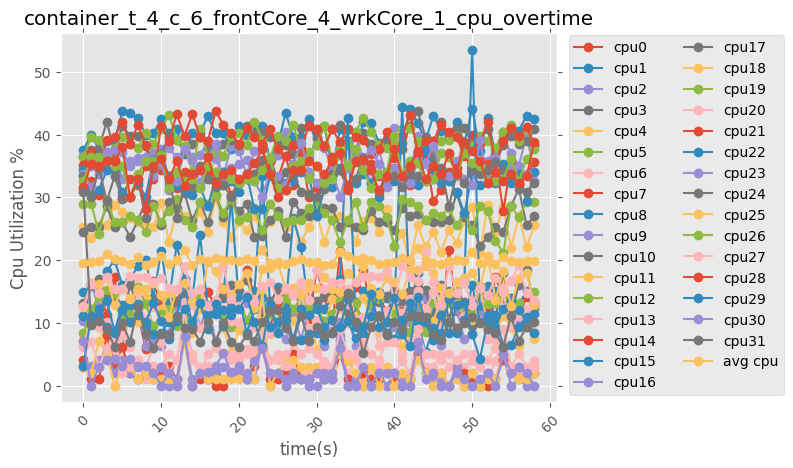 container_t_4_c_6_frontCore_4_wrkCore_1_cpu_overtime
Cpu Utilization %
50
40
30
20
10
0
0
10
20
30
40
50
60
time(s)
cpu0
cpu1
cpu2
cpu3
cpu4
cpu5
cpu6
cpu7
cpu8
cpu9
cpu10
cpu11
cpu12
cpu13
cpu14
cpu15
cpu16
cpu17
cpu18
cpu19
cpu20
cpu21
cpu22
cpu23
cpu24
cpu25
cpu26
cpu27
cpu28
cpu29
cpu30
cpu31
avg cpu